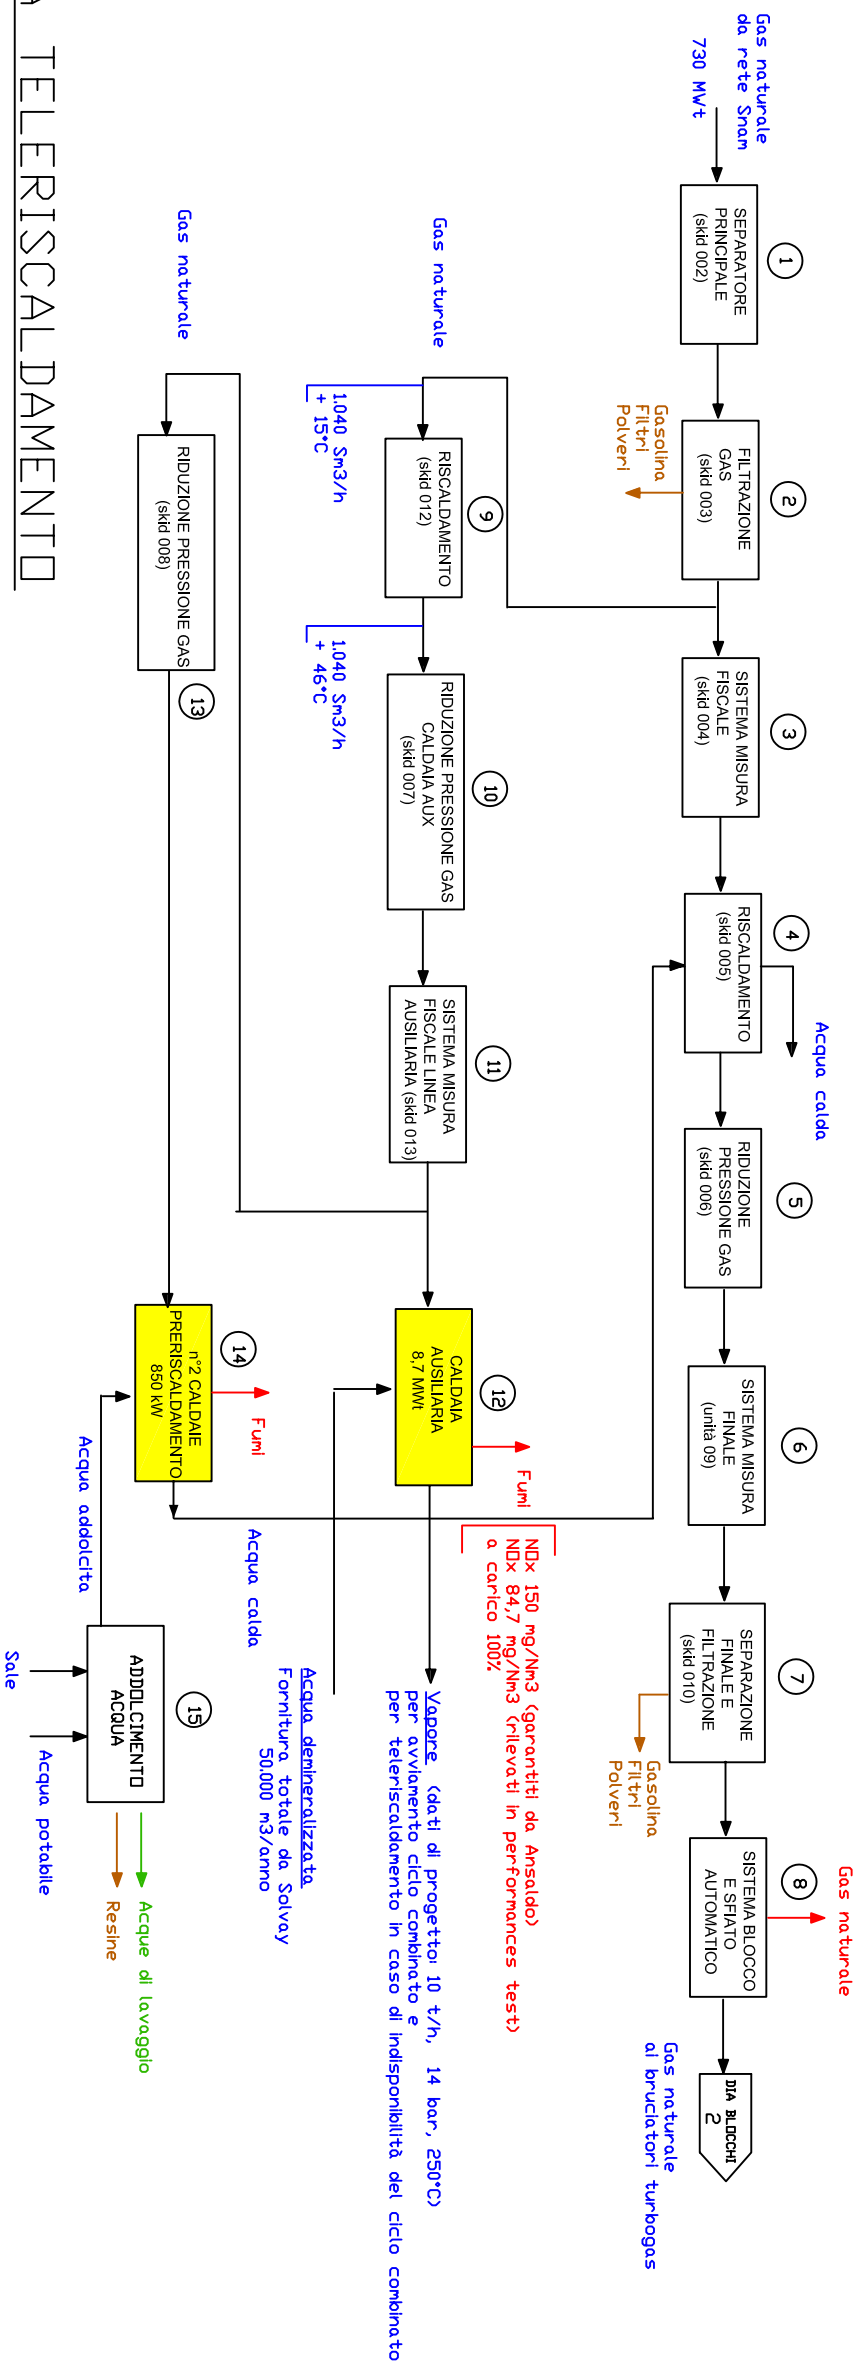 Gas naturale
da rete Snam
730 MWt
1
SEPARATORE
PRINCIPALE
(skid 002)
2
FILTRAZIONE
GAS
(skid 003)
Gasolina
Filtri
Polveri
3
SISTEMA MISURA
FISCALE
(skid 004)
4
RISCALDAMENTO
(skid 005)
Acqua calda
5
RIDUZIONE
PRESSIONE GAS
(skid 006)
6
SISTEMA MISURA
FINALE
(unità 09)
7
SEPARAZIONE
FINALE E
FILTRAZIONE
(skid 010)
Gasolina
Filtri
Polveri
8
SISTEMA BLOCCO
E SFIATO
AUTOMATICO
Gas naturale
DIA BLOCCHI
2
Gas naturale
ai bruciatori turbogas
Gas naturale
1.040 Sm3/h
+ 15°C
9
RISCALDAMENTO
(skid 012)
1.040 Sm3/h
+ 46°C
10
RIDUZIONE PRESSIONE GAS
CALDAIA AUX
(skid 007)
11
SISTEMA MISURA
FISCALE LINEA
AUSILIARIA (skid 013)
12
CALDAIA
AUSILIARIA
8,7 MWt
Fumi
NOx 150 mg/Nm3 (garantiti da Ansaldo)
NOx 84,7 mg/Nm3 (rilevati in performances test)
a carico 100%
Vapore (dati di progetto: 10 t/h, 14 bar, 250°C)
per avviamento ciclo combinato e
per teleriscaldamento in caso di indisponibilità del ciclo combinato
Acqua demineralizzata
Fornitura totale da Solvay
50.000 m3/anno
Gas naturale
13
RIDUZIONE PRESSIONE GAS
(skid 008)
14
n°2 CALDAIE
PRERISCALDAMENTO
850 kW
Fumi
Acqua calda
Acqua addolcita
15
ADDOLCIMENTO
ACQUA
Sale
Acqua potabile
Acque di lavaggio
Resine
TELERISCALDAMENTO